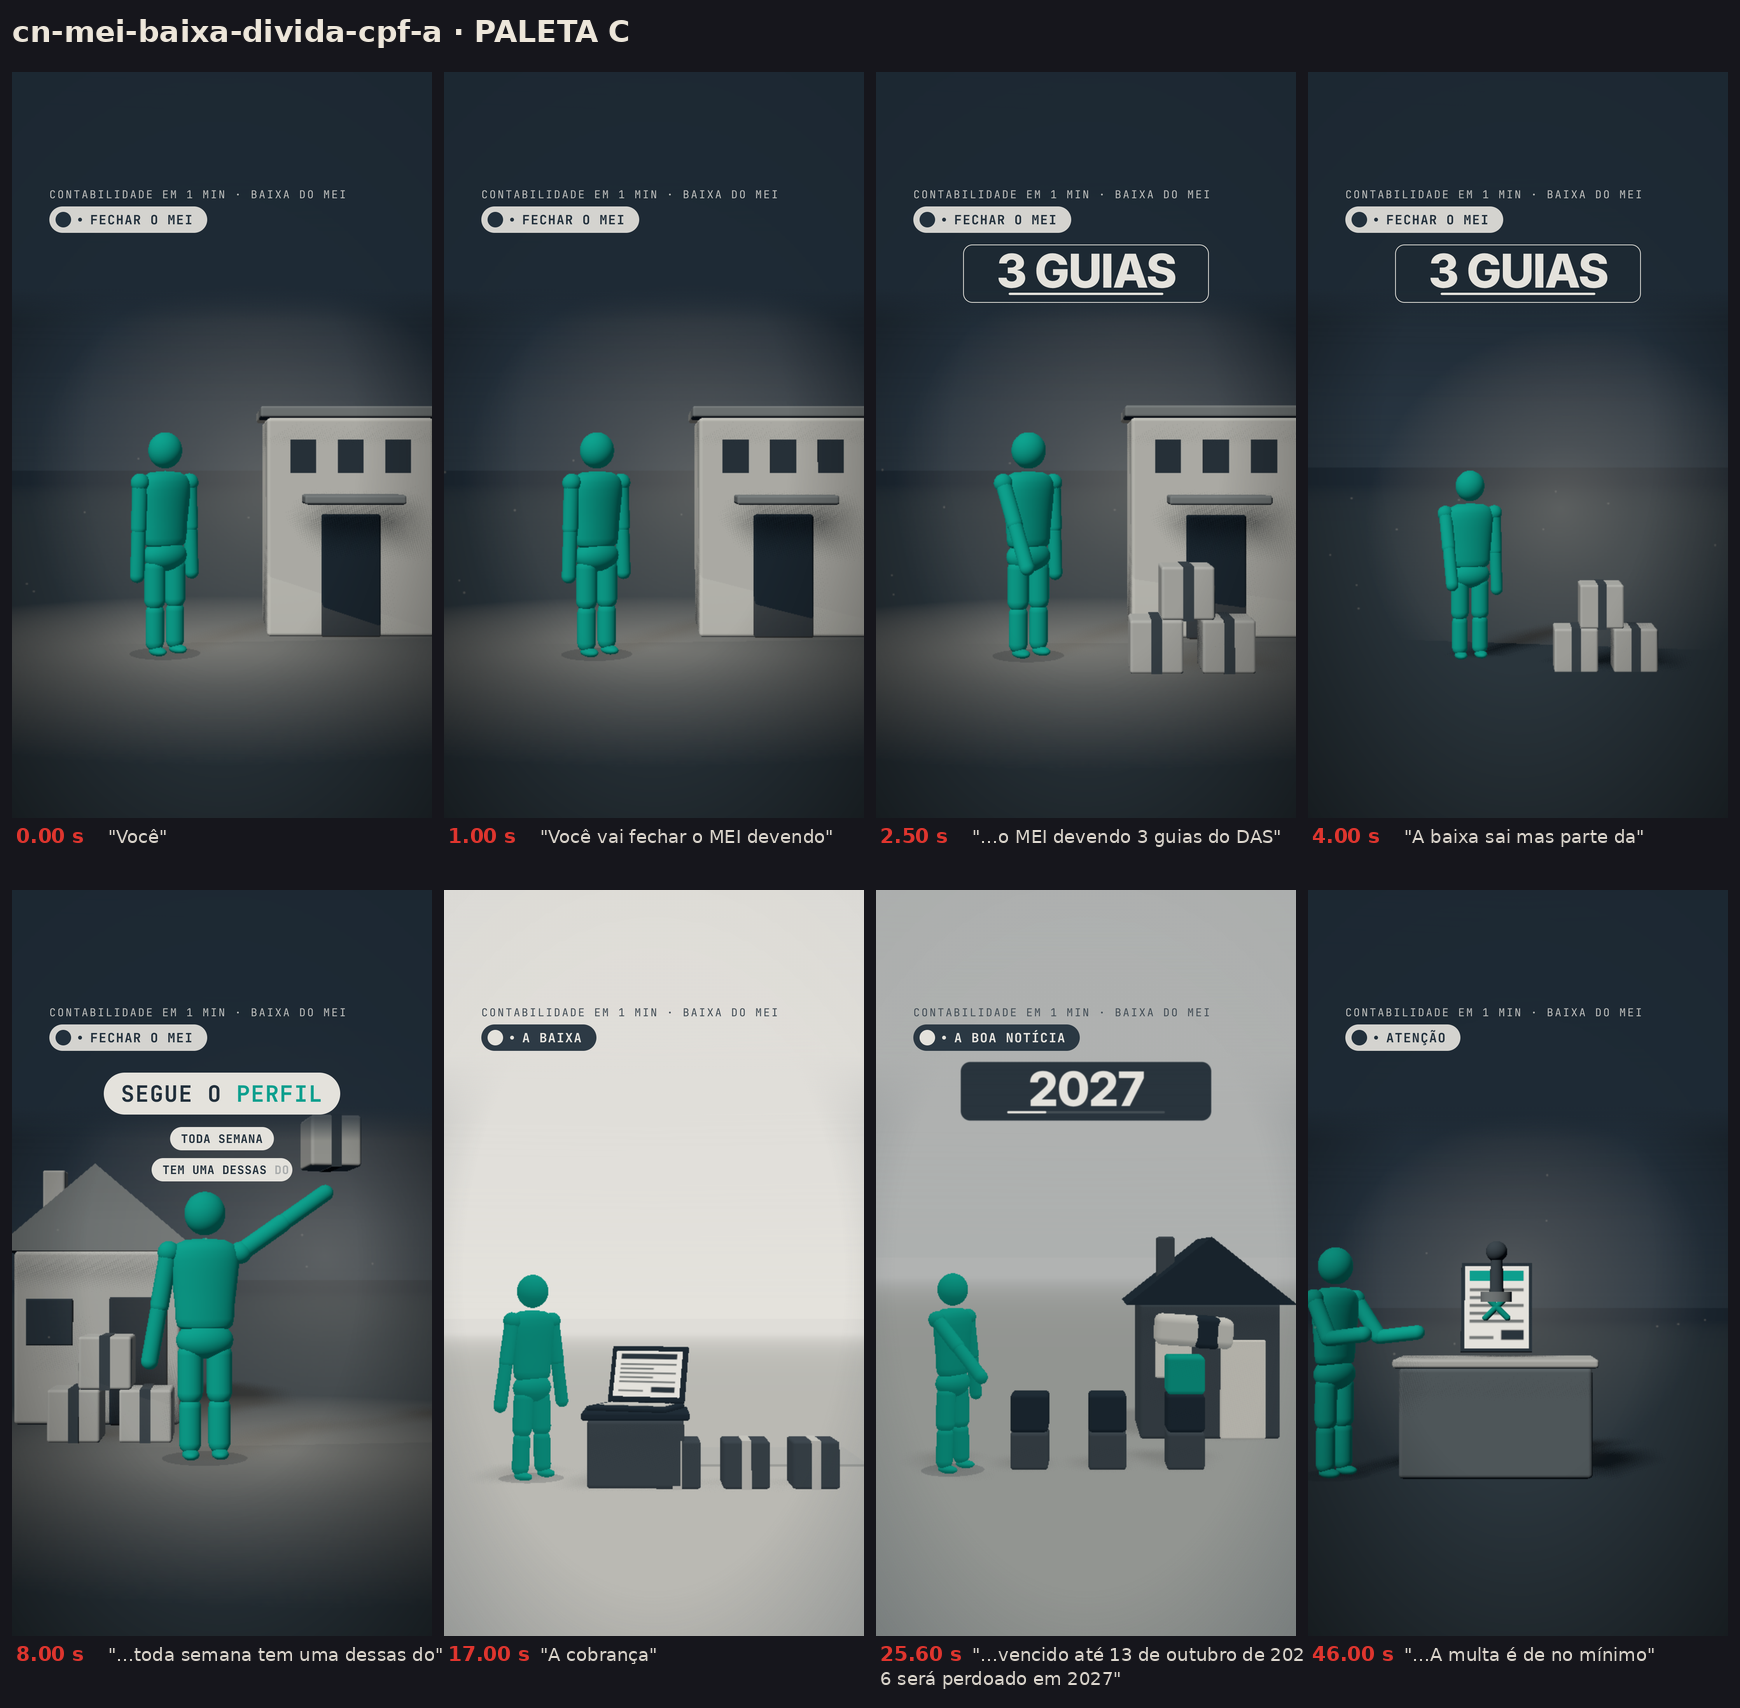 cn-mei-baixa-divida-cpf-a · PALETA C
CONTABILIDADE EM 1 MIN · BAIXA DO MEI
• FECHAR O MEI
0.00 s "Você"
CONTABILIDADE EM 1 MIN · BAIXA DO MEI
• FECHAR O MEI
1.00 s "Você vai fechar o MEI devendo"
CONTABILIDADE EM 1 MIN · BAIXA DO MEI
• FECHAR O MEI
3 GUIAS
2.50 s "...o MEI devendo 3 guias do DAS"
CONTABILIDADE EM 1 MIN · BAIXA DO MEI
• FECHAR O MEI
3 GUIAS
4.00 s "A baixa sai mas parte da"
CONTABILIDADE EM 1 MIN · BAIXA DO MEI
• FECHAR O MEI
SEGUE O PERFIL
TODA SEMANA
TEM UMA DESSAS DO
8.00 s "...toda semana tem uma dessas do"
CONTABILIDADE EM 1 MIN · BAIXA DO MEI
• A BAIXA
17.00 s "A cobrança"
CONTABILIDADE EM 1 MIN · BAIXA DO MEI
• A BOA NOTÍCIA
2027
25.60 s "...vencido até 13 de outubro de 202
6 será perdoado em 2027"
CONTABILIDADE EM 1 MIN · BAIXA DO MEI
• ATENÇÃO
46.00 s "...A multa é de no mínimo"